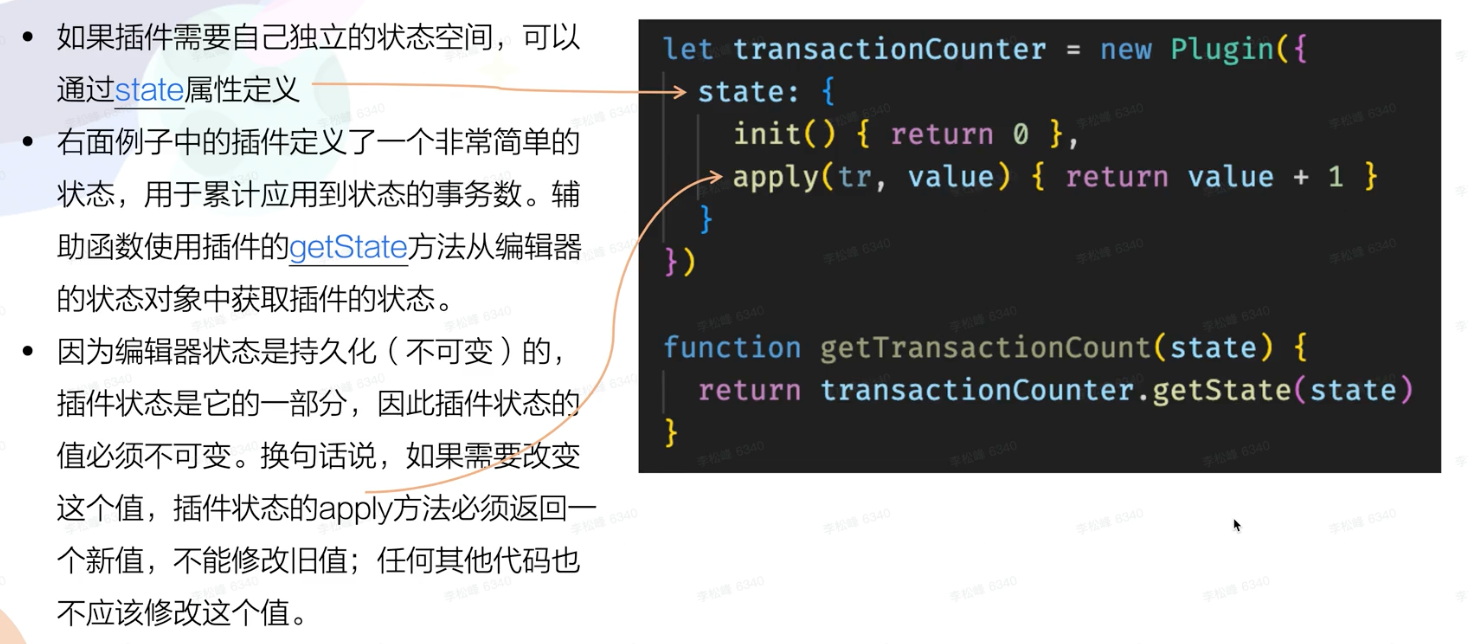 如果插件需要自己独立的状态空间，可以
通过state属性定义
右面例子中的插件定义了一个非常简单的
状态，用于累计应用到状态的事务数。辅
助函数使用插件的getState方法从编辑器
的状态对象中获取插件的状态。
因为编辑器状态是持久化（不可变）的，
插件状态是它的一部分，因此插件状态的
值必须不可变。换句话说，如果需要改变
这个值，插件状态的apply方法必须返回一
个新值，不能修改旧值；任何其他代码也
不应该修改这个值。
let transactionCounter = new Plugin({
state: {
init() { return 0 },
apply(tr, value) { return value + 1 }
}
})
function getTransactionCount(state) {
return transactionCounter.getState(state)
}
李松峰 6340